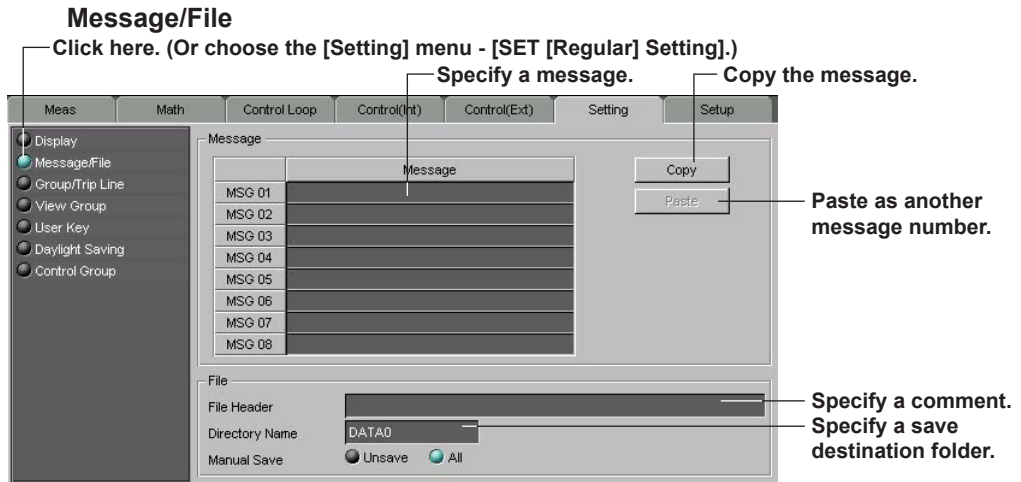 Message/File
Click here. (Or choose the [Setting] menu - [SET [Regular] Setting].)
Specify a message.
Copy the message.
Meas
Math
Control Loop
Control(Int)
Control(Ext)
Setting
Setup
Display
Message/File
Group/Trip Line
View Group
User Key
Daylight Saving
Control Group
Message
Message
MSG 01
MSG 02
MSG 03
MSG 04
MSG 05
MSG 06
MSG 07
MSG 08
Copy
Paste
Paste as another
message number.
File
File Header
Directory Name
DATA0
Manual Save
Unsave
All
Specify a comment.
Specify a save
destination folder.